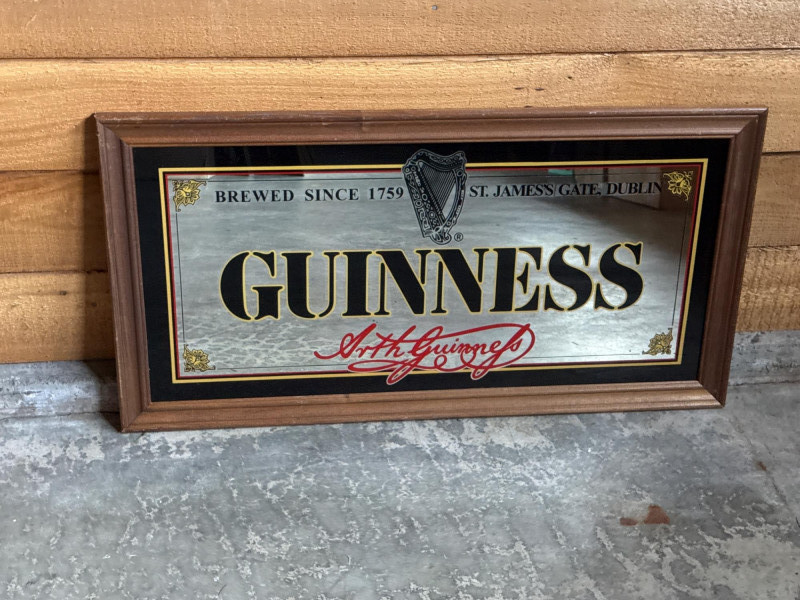 BREWED SINCE 1759 ST. JAMES'S GATE, DUBLIN
®
GUINNESS
Arth. Guinness